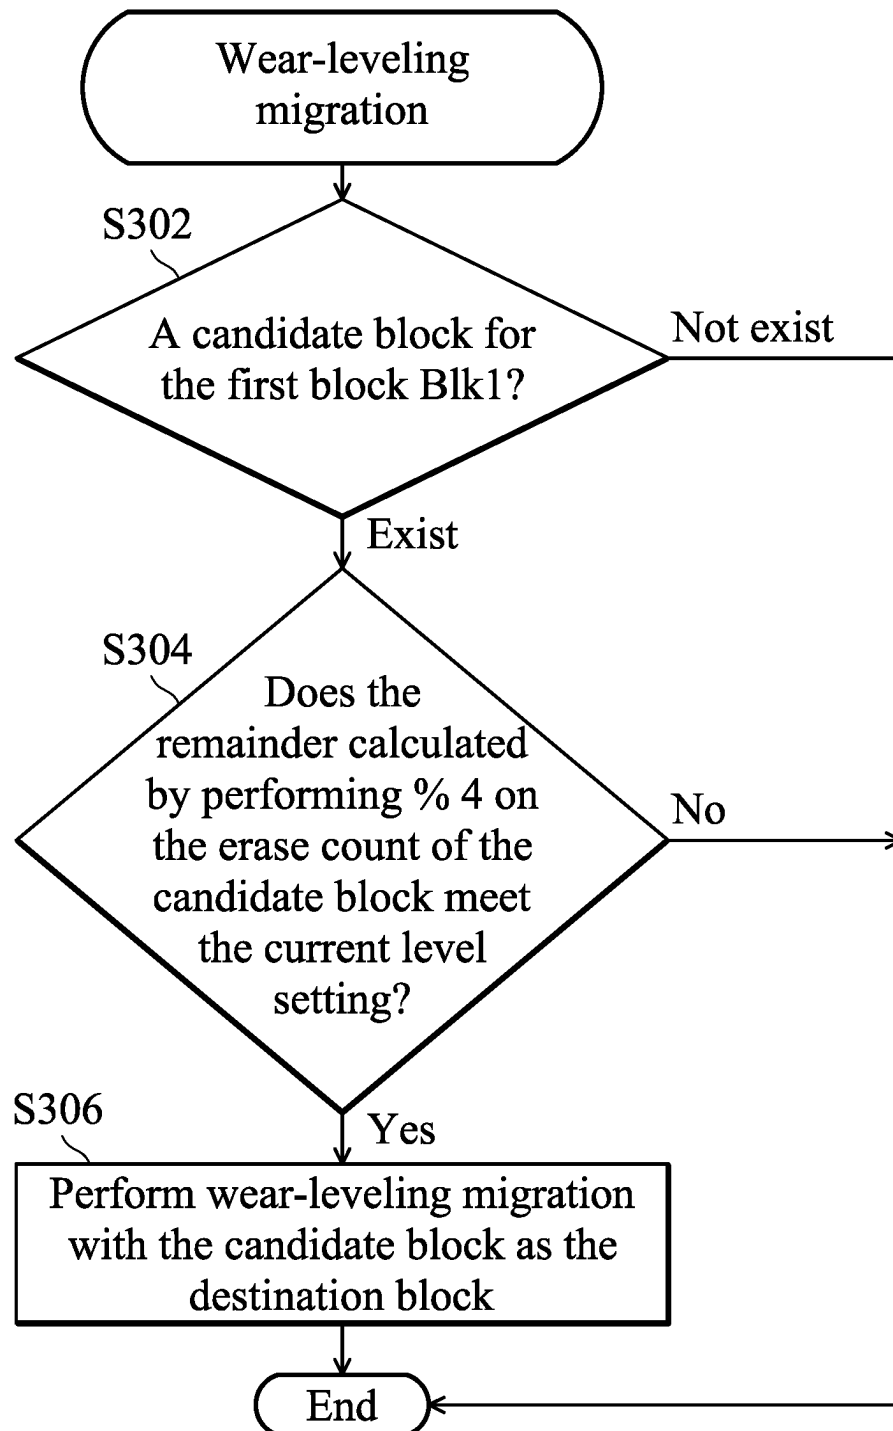 Wear-leveling
migration
S302
A candidate block for
the first block Blk1?
Not exist
Exist
S304
Does the
remainder calculated
by performing % 4 on
the erase count of the
candidate block meet
the current level
setting?
No
Yes
S306
Perform wear-leveling migration
with the candidate block as the
destination block
End